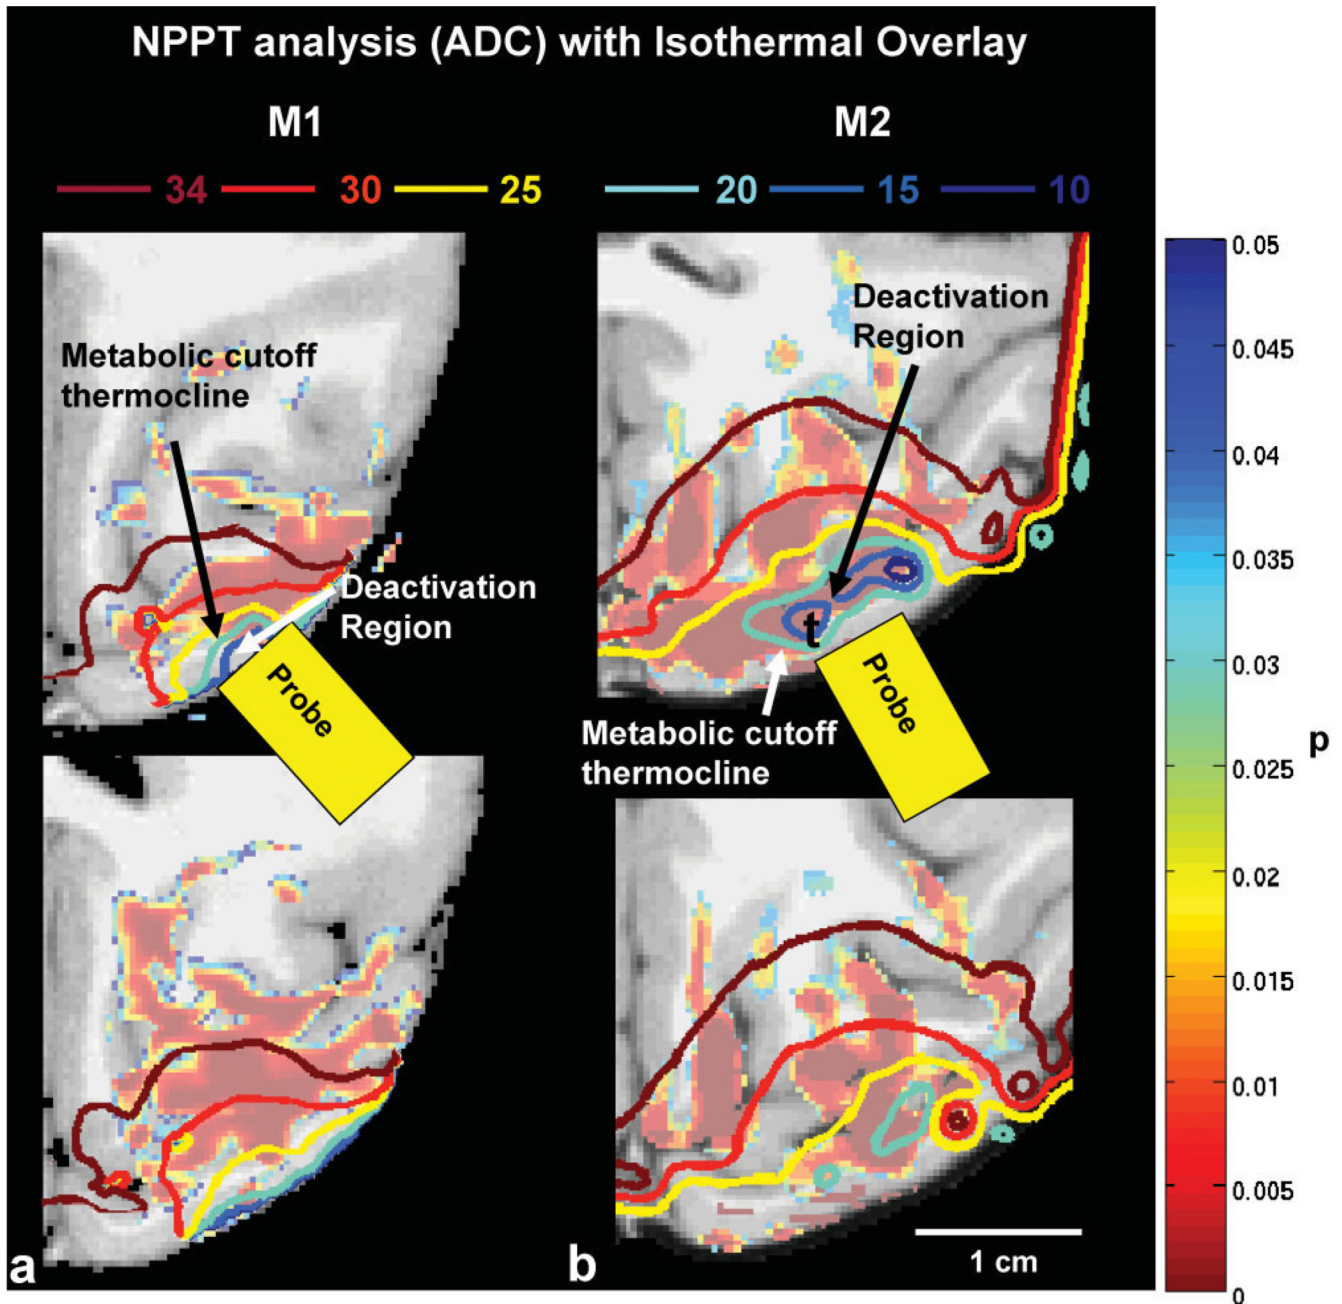 NPPT analysis (ADC) with Isothermal Overlay
M1
M2
34 30 25
20 15 10
Metabolic cutoff
thermocline
Deactivation
Region
Probe
Deactivation
Region
t
Probe
Metabolic cutoff
thermocline
0.05
0.045
0.04
0.035
0.03
0.025
0.02
0.015
0.01
0.005
0
p
a
b
1 cm